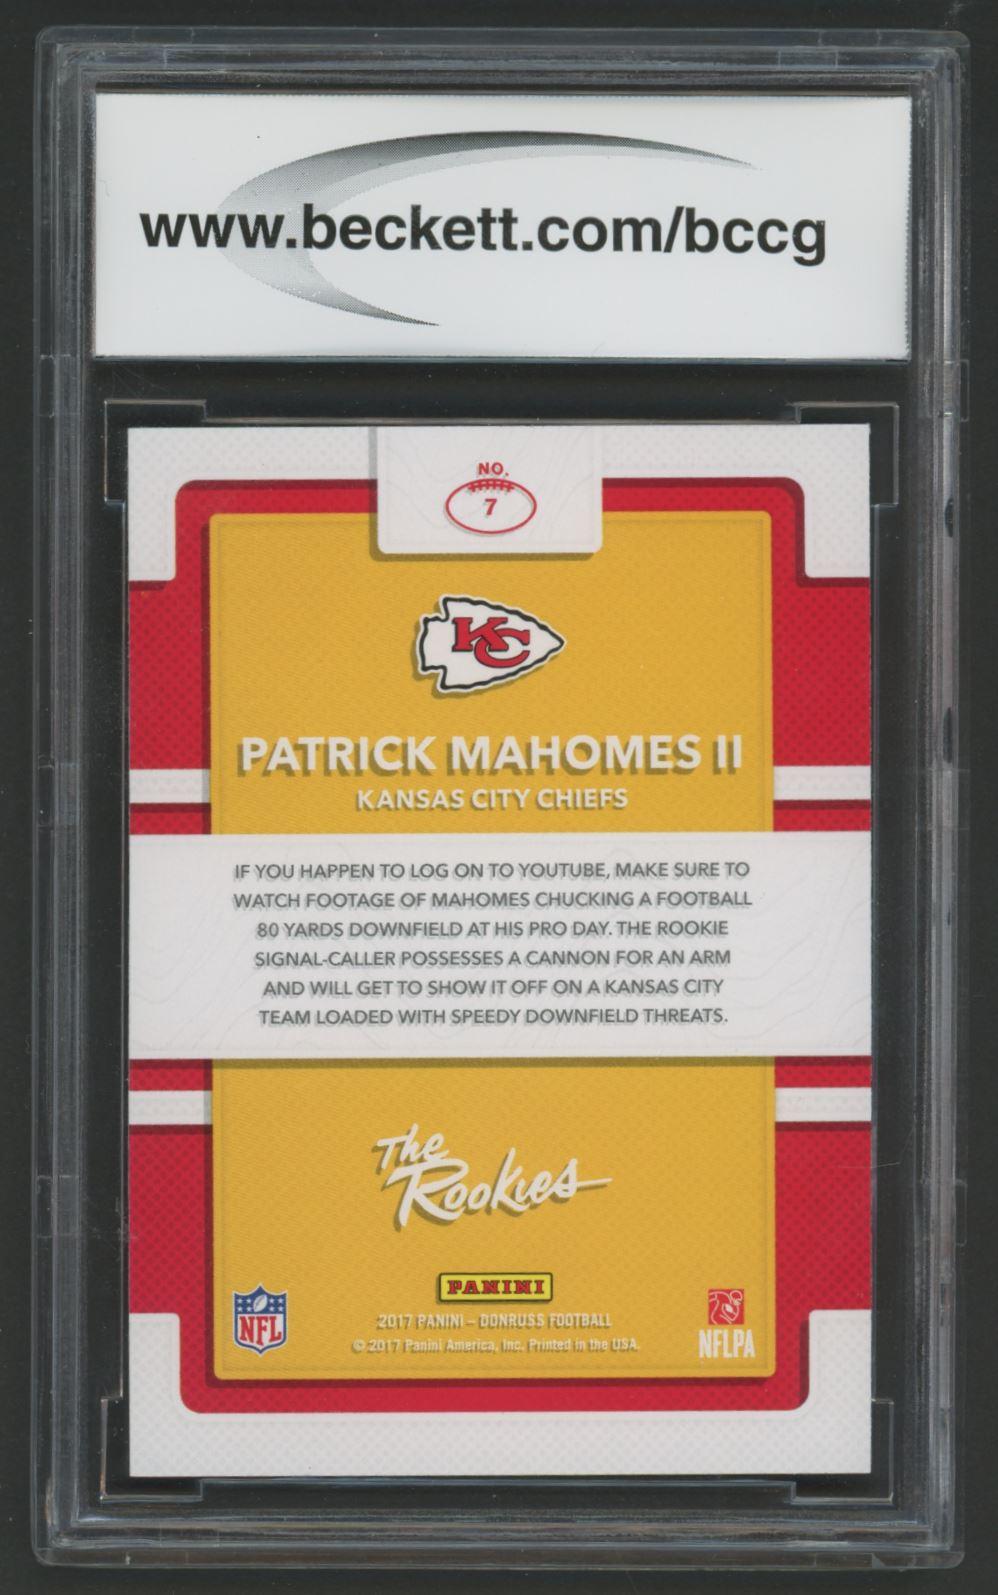 www.beckett.com/bccg
NO.
7
KC
PATRICK MAHOMES II
KANSAS CITY CHIEFS
IF YOU HAPPEN TO LOG ON TO YOUTUBE, MAKE SURE TO
WATCH FOOTAGE OF MAHOMES CHUCKING A FOOTBALL
80 YARDS DOWNFIELD AT HIS PRO DAY. THE ROOKIE
SIGNAL-CALLER POSSESSES A CANNON FOR AN ARM
AND WILL GET TO SHOW IT OFF ON A KANSAS CITY
TEAM LOADED WITH SPEEDY DOWNFIELD THREATS.
The
Rookies
PANINI
2017 PANINI – DONRUSS FOOTBALL
© 2017 Panini America, Inc. Printed in the USA.
NFL
NFLPA